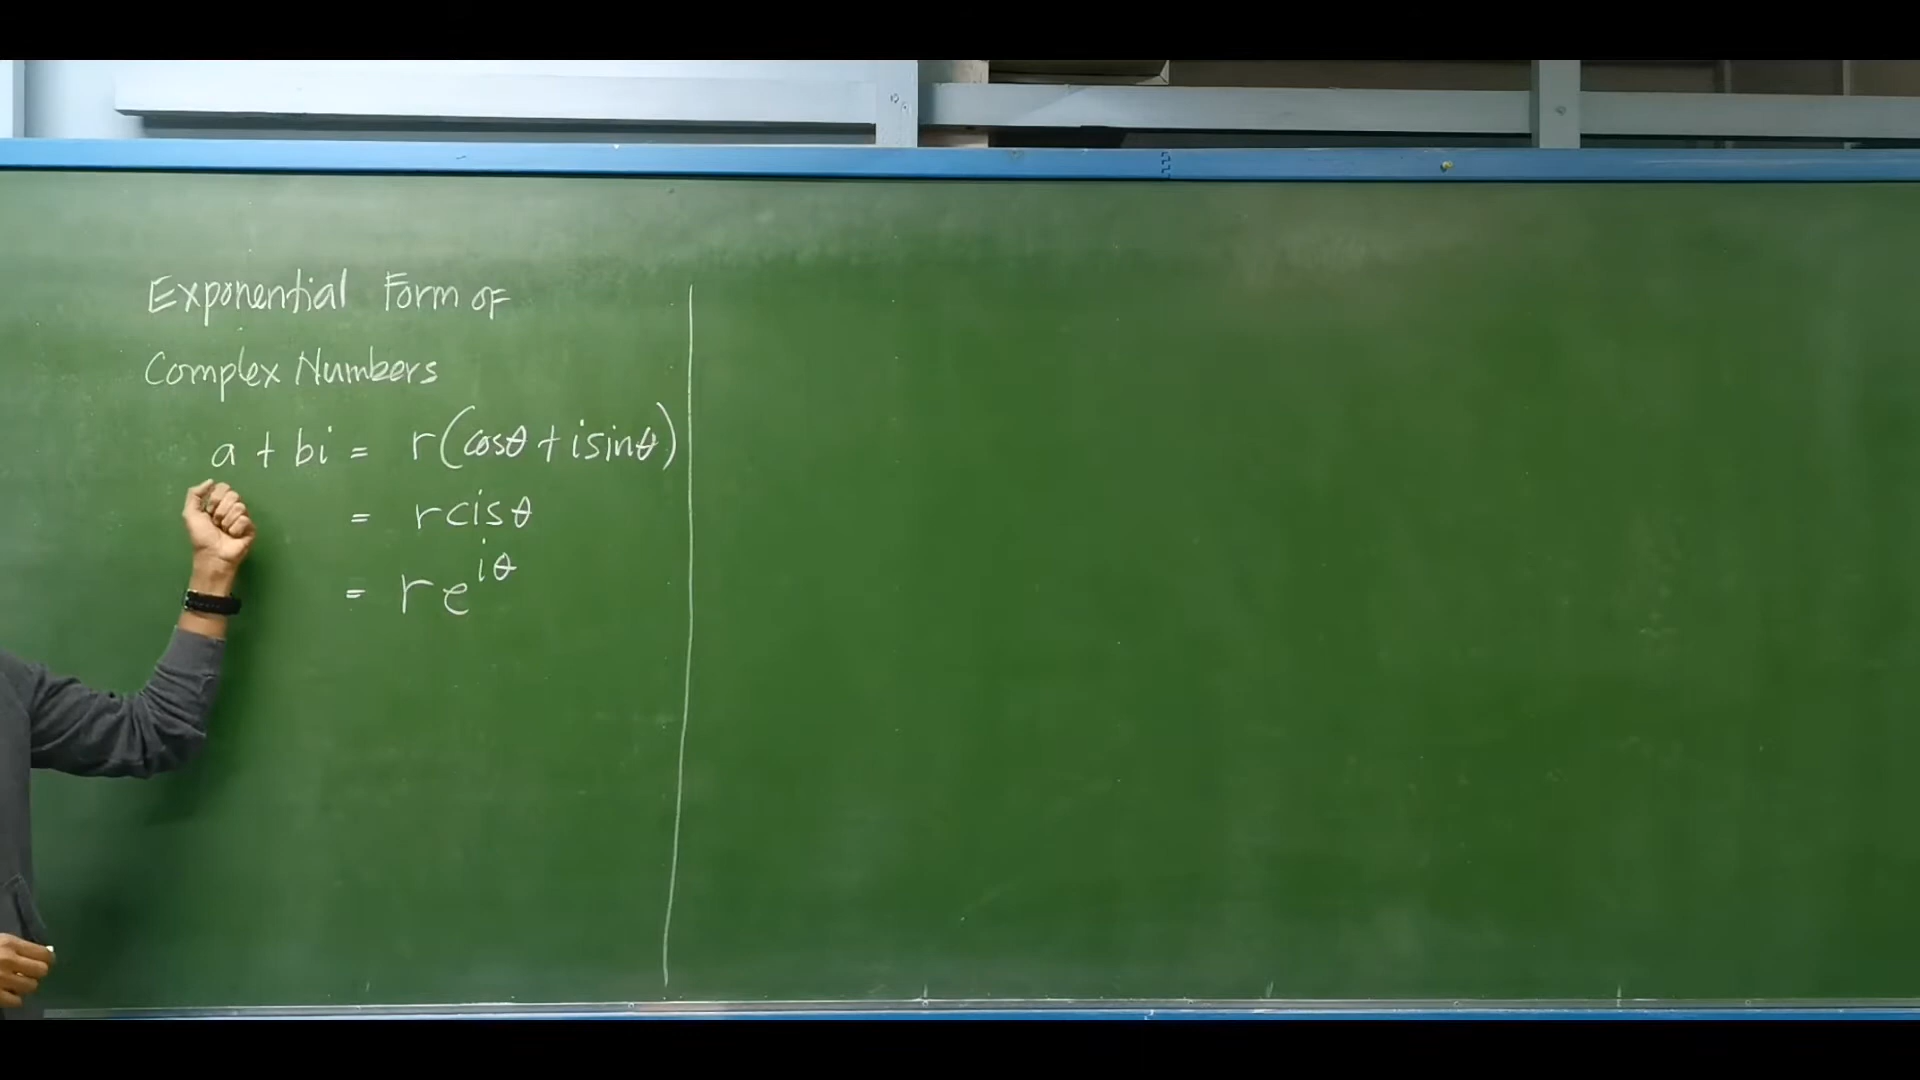 Exponential Form of
Complex Numbers
a + bi = r(cosθ + isinθ)
= rcisθ
= re^{iθ}